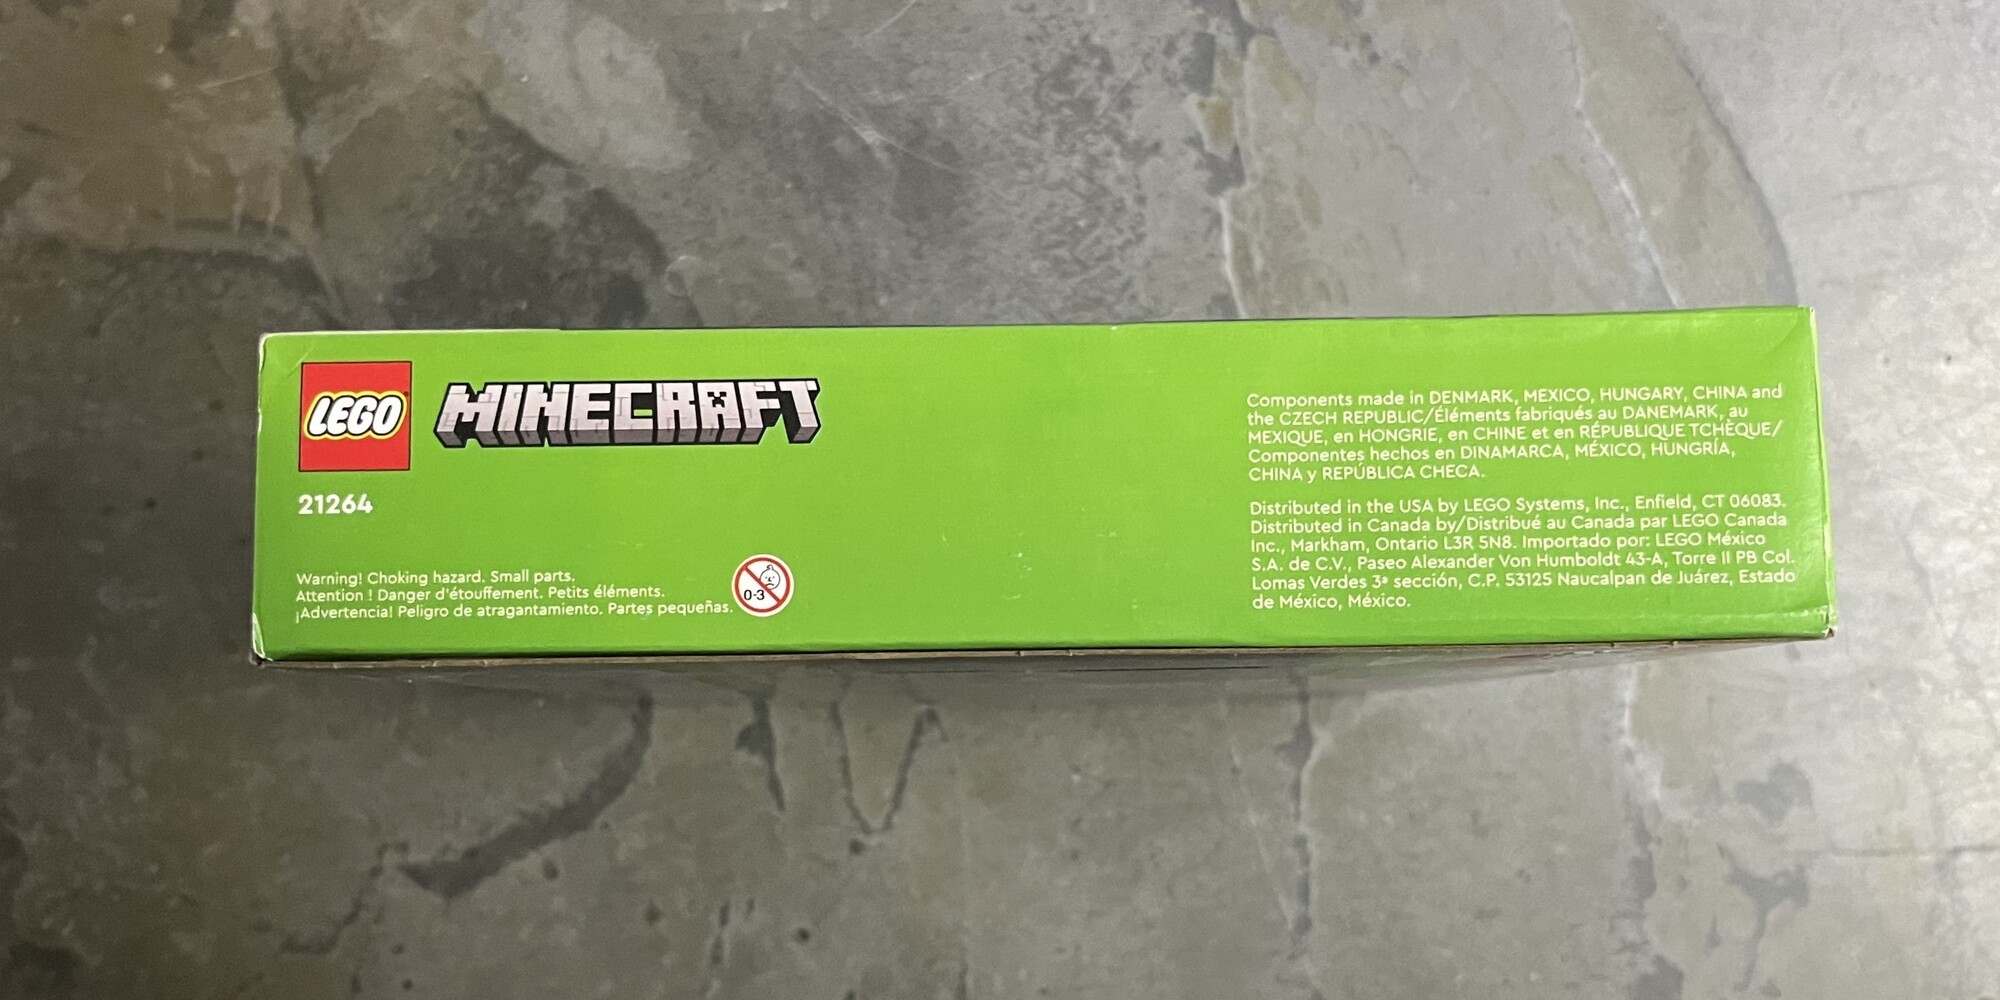 LEGO
MINECRAFT
21264
Warning! Choking hazard. Small parts.
Attention ! Danger d'étouffement. Petits éléments.
¡Advertencia! Peligro de atragantamiento. Partes pequeñas.
0-3
Components made in DENMARK, MEXICO, HUNGARY, CHINA and
the CZECH REPUBLIC/Éléments fabriqués au DANEMARK, au
MEXIQUE, en HONGRIE, en CHINE et en RÉPUBLIQUE TCHÈQUE/
Componentes hechos en DINAMARCA, MÉXICO, HUNGRÍA,
CHINA y REPÚBLICA CHECA.
Distributed in the USA by LEGO Systems, Inc., Enfield, CT 06083.
Distributed in Canada by/Distribué au Canada par LEGO Canada
Inc., Markham, Ontario L3R 5N8. Importado por: LEGO México
S.A. de C.V., Paseo Alexander Von Humboldt 43-A, Torre II PB Col.
Lomas Verdes 3ª sección, C.P. 53125 Naucalpan de Juárez, Estado
de México, México.